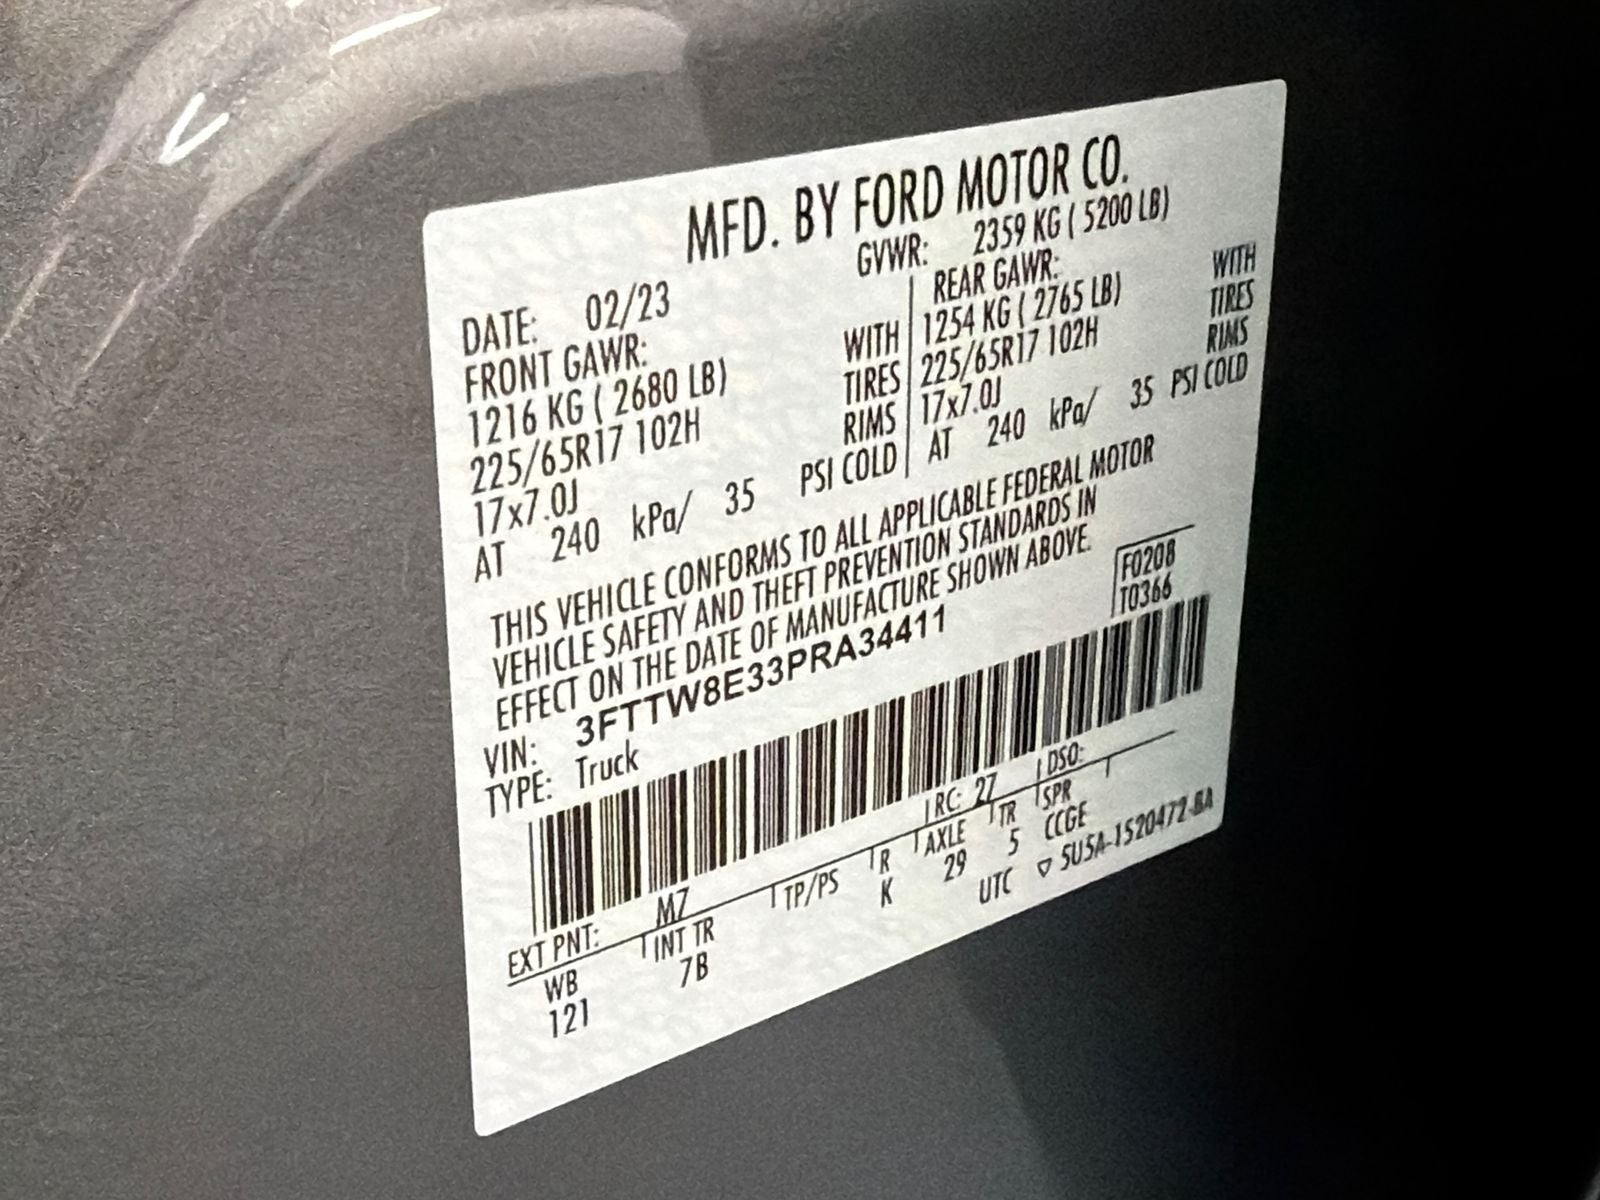 MFD. BY FORD MOTOR CO.
DATE: 02/23 GVWR: 2359 KG ( 5200 LB)
FRONT GAWR: REAR GAWR:
1216 KG ( 2680 LB) WITH 1254 KG ( 2765 LB) WITH
225/65R17 102H TIRES 225/65R17 102H TIRES
17x7.0J RIMS 17x7.0J RIMS
AT 240 kPa/ 35 PSI COLD AT 240 kPa/ 35 PSI COLD
THIS VEHICLE CONFORMS TO ALL APPLICABLE FEDERAL MOTOR
VEHICLE SAFETY AND THEFT PREVENTION STANDARDS IN
EFFECT ON THE DATE OF MANUFACTURE SHOWN ABOVE.
F0208
T0366
VIN: 3FTTW8E33PRA34411
TYPE: Truck
EXT PNT: M7 RC: 27 DSO:
WB INT TR TP/PS R AXLE TR SPR
121 7B K 29 5 CCGE
UTC ▽ 5U5A-1520472-BA